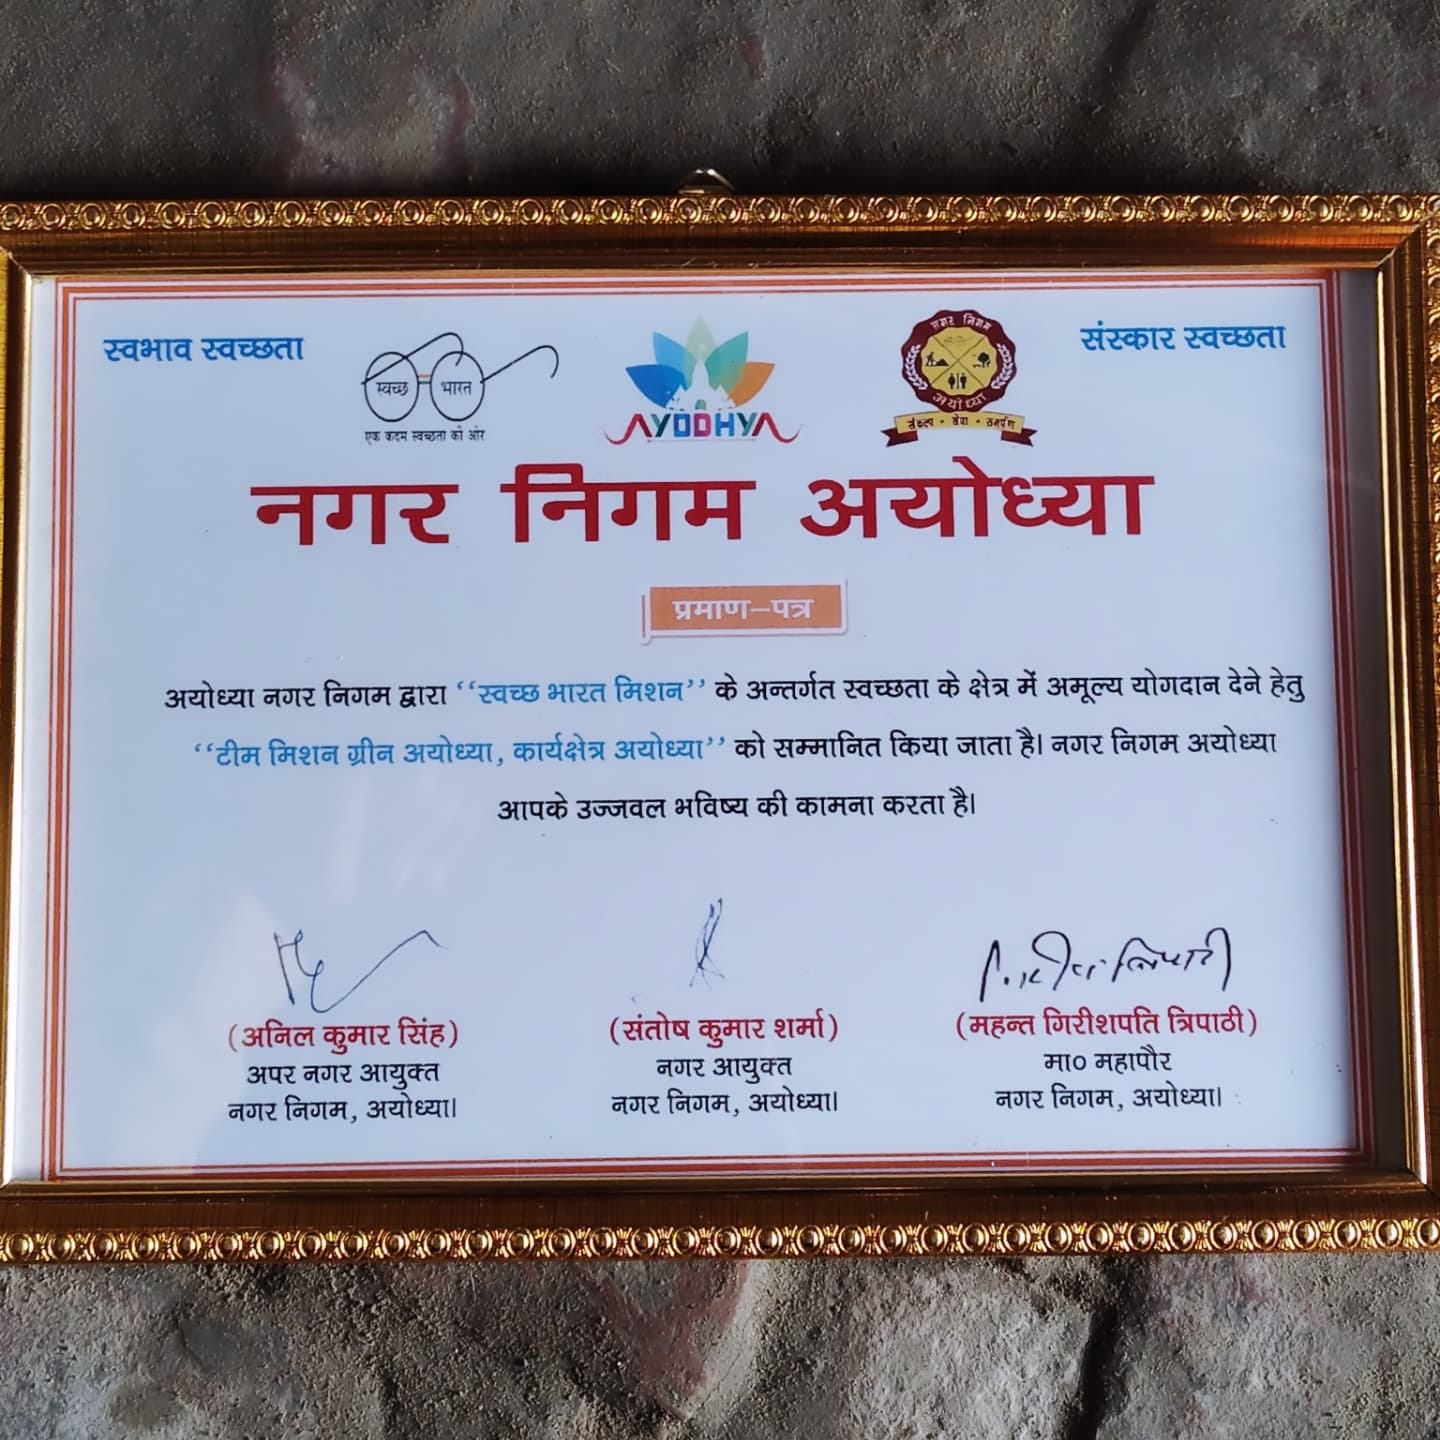 स्वभाव स्वच्छता
स्वच्छ भारत
एक कदम स्वच्छता की ओर
AYODHYA
नगर निगम
अयोध्या
संकल्प • सेवा • समर्पण
संस्कार स्वच्छता
नगर निगम अयोध्या
प्रमाण–पत्र
अयोध्या नगर निगम द्वारा ‘‘स्वच्छ भारत मिशन’’ के अन्तर्गत स्वच्छता के क्षेत्र में अमूल्य योगदान देने हेतु
‘‘टीम मिशन ग्रीन अयोध्या, कार्यक्षेत्र अयोध्या’’ को सम्मानित किया जाता है। नगर निगम अयोध्या
आपके उज्जवल भविष्य की कामना करता है।
(अनिल कुमार सिंह)
अपर नगर आयुक्त
नगर निगम, अयोध्या।
(संतोष कुमार शर्मा)
नगर आयुक्त
नगर निगम, अयोध्या।
(महन्त गिरीशपति त्रिपाठी)
मा० महापौर
नगर निगम, अयोध्या।